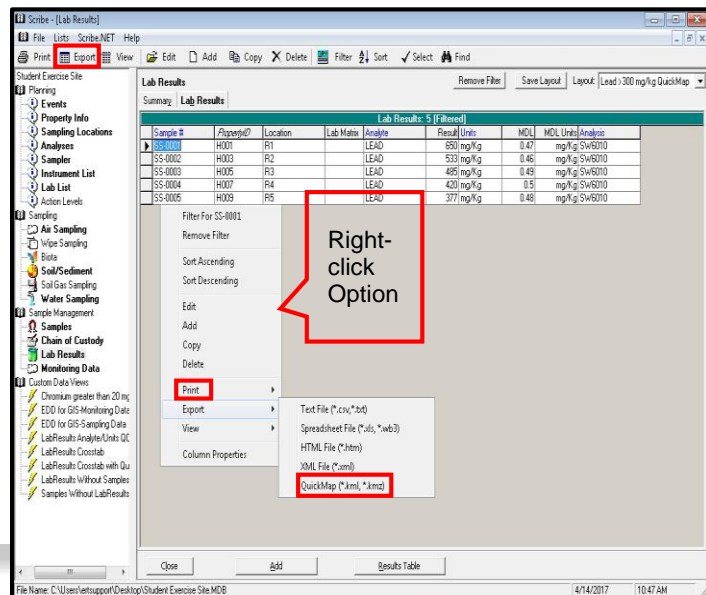 Scribe - [Lab Results]
File Lists Scribe.NET Help
Print Export View Edit Add Copy Delete Filter Sort Select Find
Student Exercise Site
Planning
Events
Property Info
Sampling Locations
Analyses
Sampler
Instrument List
Lab List
Action Levels
Sampling
Air Sampling
Wipe Sampling
Biota
Soil/Sediment
Soil Gas Sampling
Water Sampling
Sample Management
Samples
Chain of Custody
Lab Results
Monitoring Data
Custom Data Views
Chromium greater than 20 mg
EDD for GIS-Monitoring Data
EDD for GIS-Sampling Data
LabResults Analyte/Units QC
LabResults Crosstab
LabResults Crosstab with Qu
LabResults Without Samples
Samples Without LabResults
Lab Results
Remove Filter Save Layout Layout: Lead >300 mg/kg QuickMap
Summary Lab Results
Lab Results: 5 [Filtered]
Sample # PropertyID Location Lab Matrix Analyte Result Units MDL MDL Units Analysis
SS-0001 H001 R1 LEAD 650 mg/Kg 0.47 mg/Kg SW6010
SS-0002 H003 R2 LEAD 533 mg/Kg 0.46 mg/Kg SW6010
SS-0003 H005 R3 LEAD 485 mg/Kg 0.49 mg/Kg SW6010
SS-0004 H007 R4 LEAD 420 mg/Kg 0.5 mg/Kg SW6010
SS-0005 H009 R5 LEAD 377 mg/Kg 0.48 mg/Kg SW6010
Filter For SS-0001
Remove Filter
Sort Ascending
Sort Descending
Edit
Add
Copy
Delete
Print
Export
View
Column Properties
Right-
click
Option
Text File (*.csv,*.txt)
Spreadsheet File (*.xls, *.wb3)
HTML File (*.htm)
XML File (*.xml)
QuickMap (*.kml, *.kmz)
Close Add Results Table
File Name: C:\Users\ertsupport\Desktop\Student Exercise Site.MDB 4/14/2017 10:47 AM